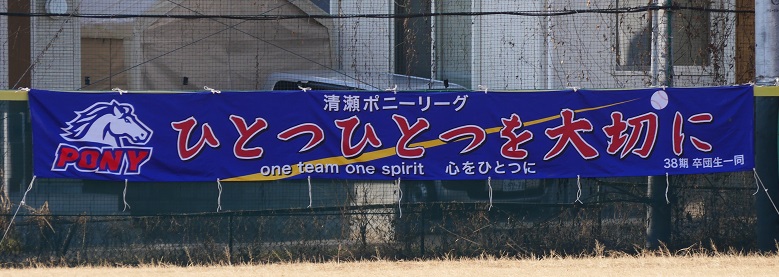 清瀬ポニーリーグ
PONY
ひとつひとつを大切に
one team one spirit 心をひとつに
38期 卒団生一同